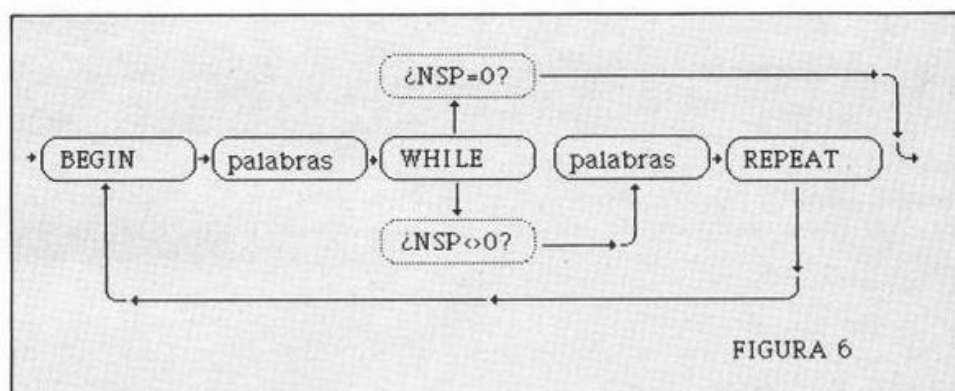 ¿NSP=0?
BEGIN palabras WHILE palabras REPEAT
¿NSP<>0?
FIGURA 6